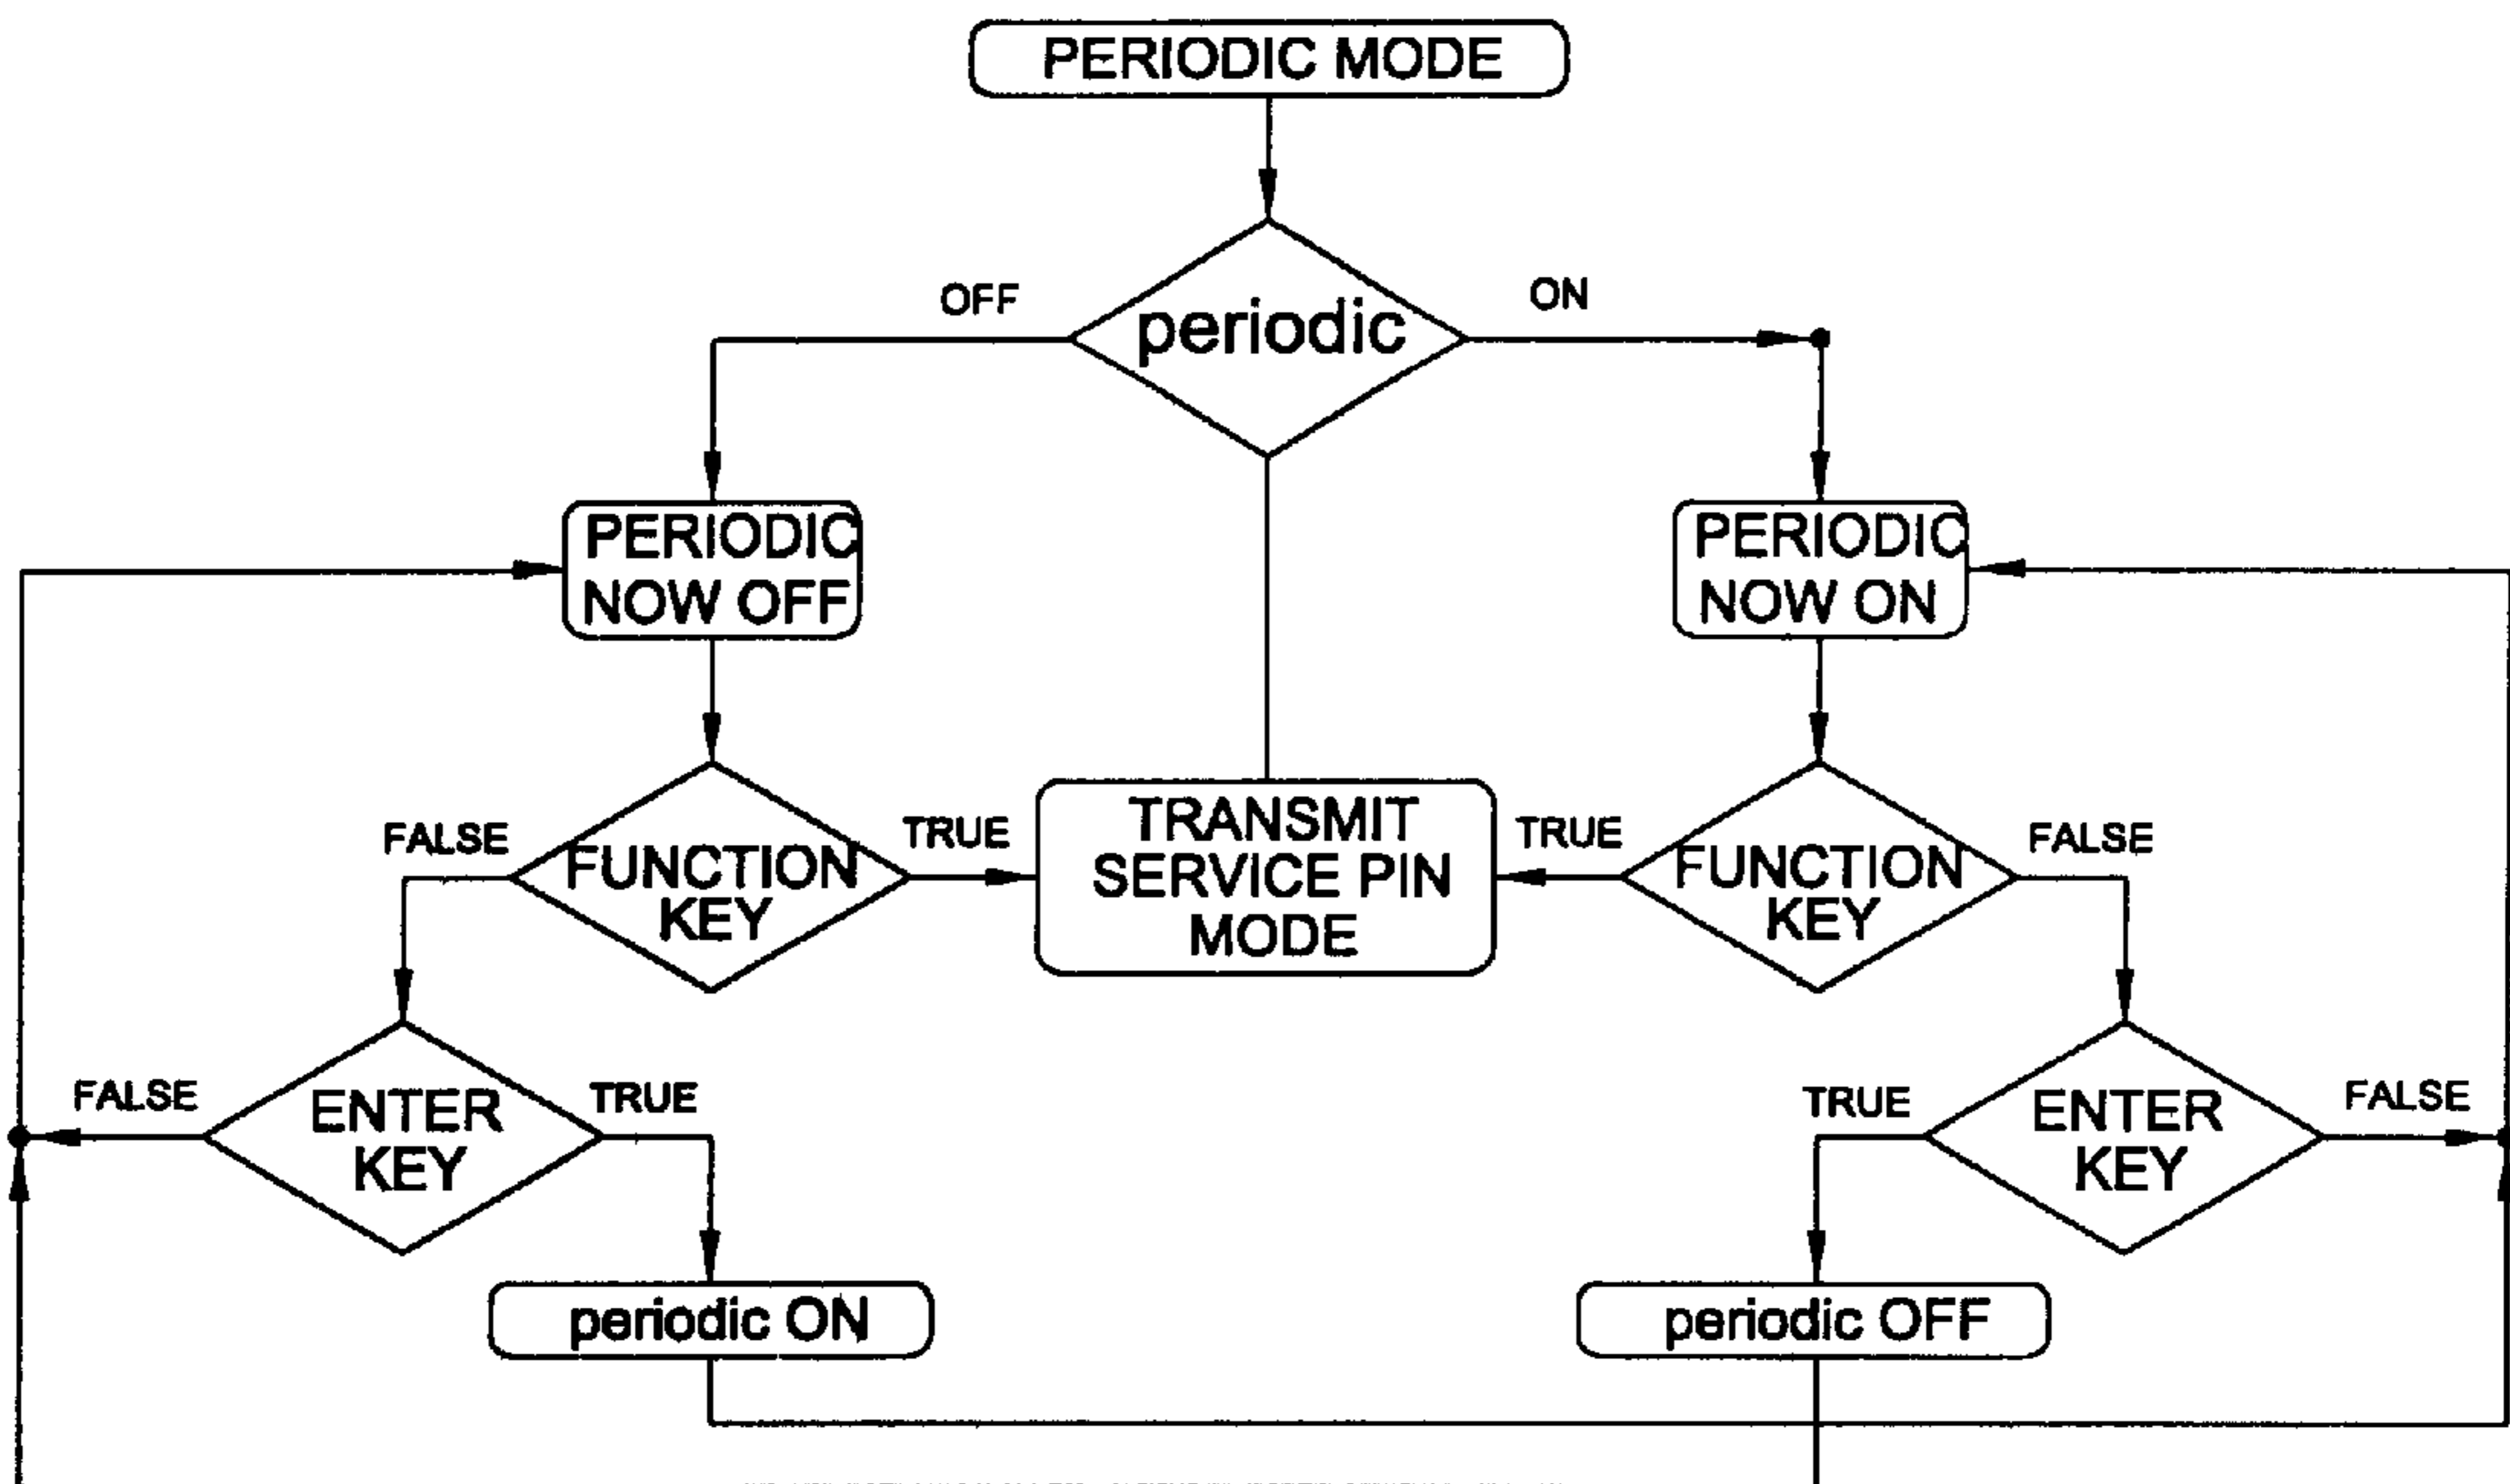 PERIODIC MODE
OFF
ON
periodic
PERIODIC
NOW OFF
PERIODIC
NOW ON
FALSE
FUNCTION
KEY
TRUE
TRANSMIT
SERVICE PIN
MODE
TRUE
FUNCTION
KEY
FALSE
FALSE
ENTER
KEY
TRUE
TRUE
ENTER
KEY
FALSE
periodic ON
periodic OFF